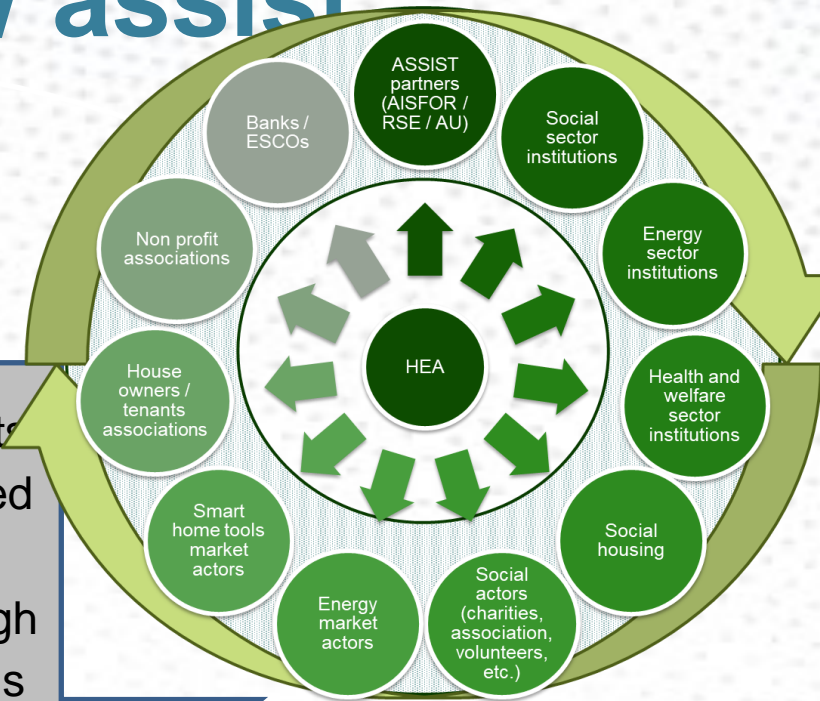 assist
ASSIST
partners
(AISFOR /
RSE / AU)
Social
sector
institutions
Energy
sector
institutions
Health and
welfare
sector
institutions
Social
housing
Social
actors
(charities,
association,
volunteers,
etc.)
Energy
market
actors
Smart
home tools
market
actors
House
owners /
tenants
associations
Non profit
associations
Banks /
ESCOs
HEA